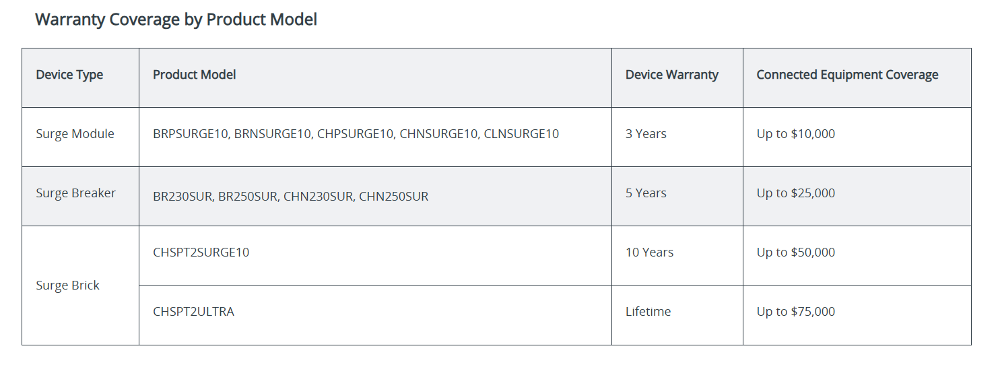 Warranty Coverage by Product Model
Device Type Product Model Device Warranty Connected Equipment Coverage
Surge Module BRPSURGE10, BRNSURGE10, CHPSURGE10, CHNSURGE10, CLNSURGE10 3 Years Up to $10,000
Surge Breaker BR230SUR, BR250SUR, CHN230SUR, CHN250SUR 5 Years Up to $25,000
Surge Brick
CHSPT2SURGE10 10 Years Up to $50,000
CHSPT2ULTRA Lifetime Up to $75,000